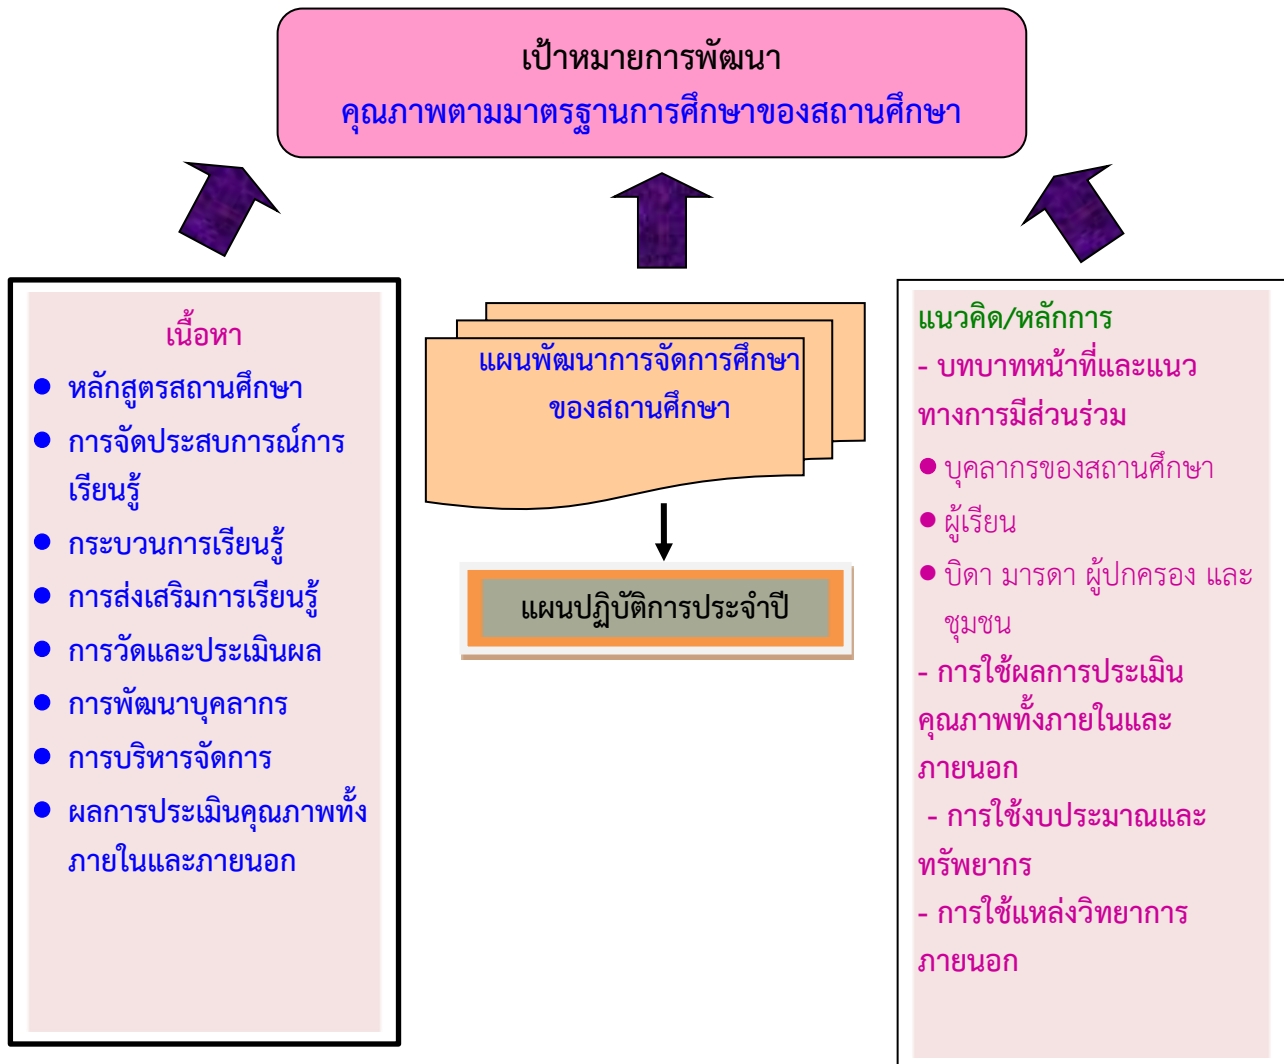 เป้าหมายการพัฒนา
คุณภาพตามมาตรฐานการศึกษาของสถานศึกษา
เนื้อหา
● หลักสูตรสถานศึกษา
● การจัดประสบการณ์การ
เรียนรู้
● กระบวนการเรียนรู้
● การส่งเสริมการเรียนรู้
● การวัดและประเมินผล
● การพัฒนาบุคลากร
● การบริหารจัดการ
● ผลการประเมินคุณภาพทั้ง
ภายในและภายนอก
แผนพัฒนาการจัดการศึกษา
ของสถานศึกษา
แผนปฏิบัติการประจำปี
แนวคิด/หลักการ
- บทบาทหน้าที่และแนว
ทางการมีส่วนร่วม
● บุคลากรของสถานศึกษา
● ผู้เรียน
● บิดา มารดา ผู้ปกครอง และ
ชุมชน
- การใช้ผลการประเมิน
คุณภาพทั้งภายในและ
ภายนอก
- การใช้งบประมาณและ
ทรัพยากร
- การใช้แหล่งวิทยาการ
ภายนอก